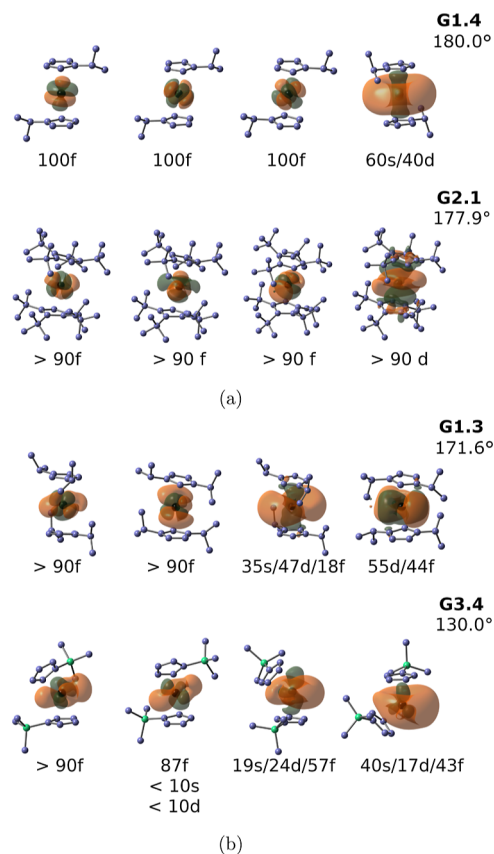 G1.4
180.0°
100f 100f 100f 60s/40d
G2.1
177.9°
> 90f > 90 f > 90 f > 90 d
(a)
G1.3
171.6°
> 90f > 90f 35s/47d/18f 55d/44f
G3.4
130.0°
> 90f 87f 19s/24d/57f 40s/17d/43f
< 10s
< 10d
(b)